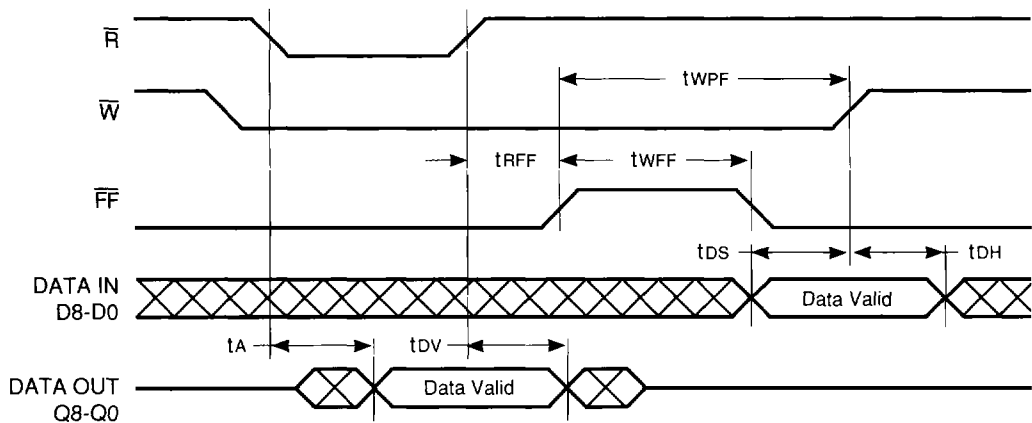 R̅
tWPF
W̅
tRFF
tWFF
F̅F̅
tDS
tDH
DATA IN
D8-D0
Data Valid
tA
tDV
DATA OUT
Q8-Q0
Data Valid